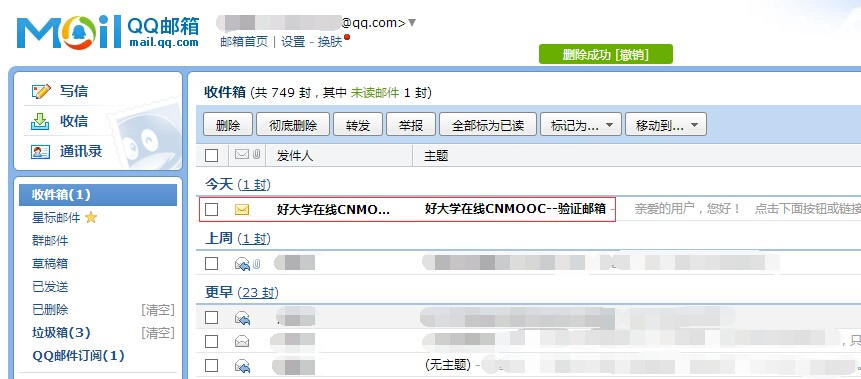 Mail QQ邮箱
mail.qq.com
@qq.com>
邮箱首页 | 设置 - 换肤
删除成功 [撤销]
写信
收信
通讯录
收件箱(1)
星标邮件
群邮件
草稿箱
已发送
已删除 [清空]
垃圾箱(3) [清空]
QQ邮件订阅(1)
收件箱 (共 749 封，其中 未读邮件 1 封)
删除 彻底删除 转发 举报 全部标为已读 标记为... 移动到...
发件人 主题
今天 (1 封)
好大学在线CNMO... 好大学在线CNMOOC--验证邮箱 - 亲爱的用户，您好！ 点击下面按钮或链接
上周 (1 封)
更早 (23 封)
，只
(无主题) -